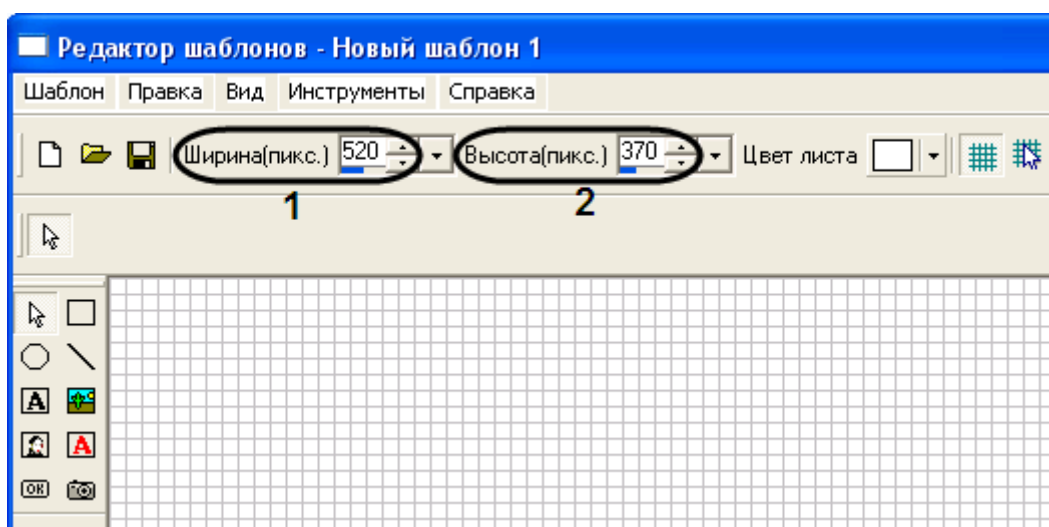 Редактор шаблонов - Новый шаблон 1
Шаблон Правка Вид Инструменты Справка
Ширина(пикс.) 520 Высота(пикс.) 370 Цвет листа
1 2
A
A
OK